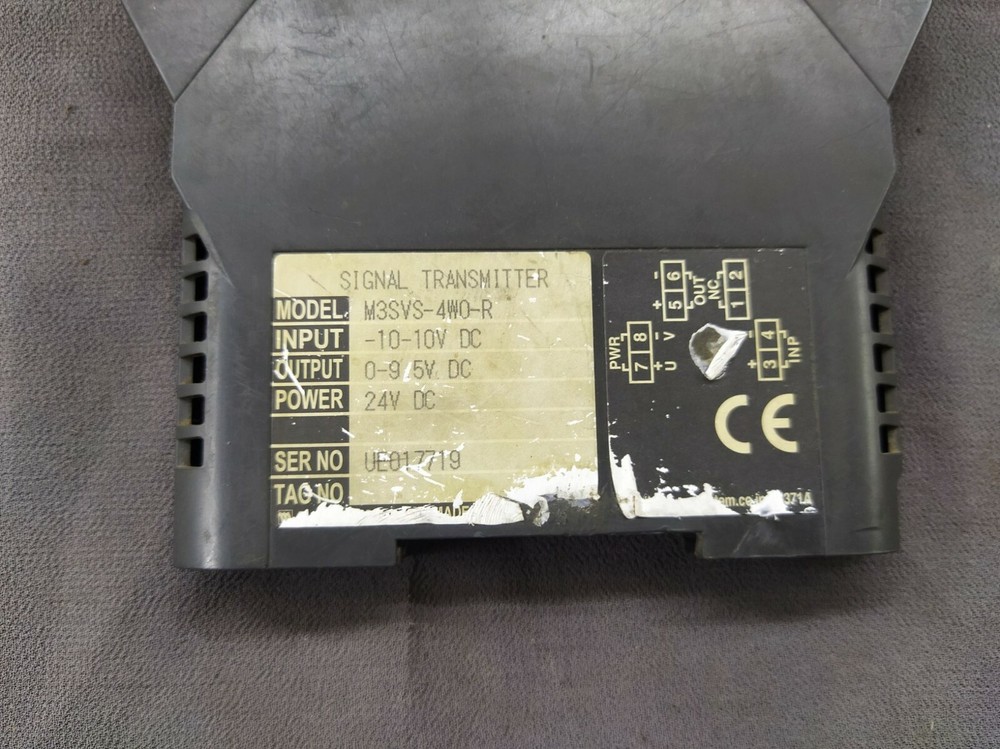 SIGNAL TRANSMITTER
MODEL M3SVS-4W0-R
INPUT -10-10V DC
OUTPUT 0-9.5V DC
POWER 24V DC
SER NO UE017719
TAG NO
MADE
- 6
+ 5
OUT
2
1
NC
PWR
8 - V
7 + U
- 4
+ 3
INP
CE